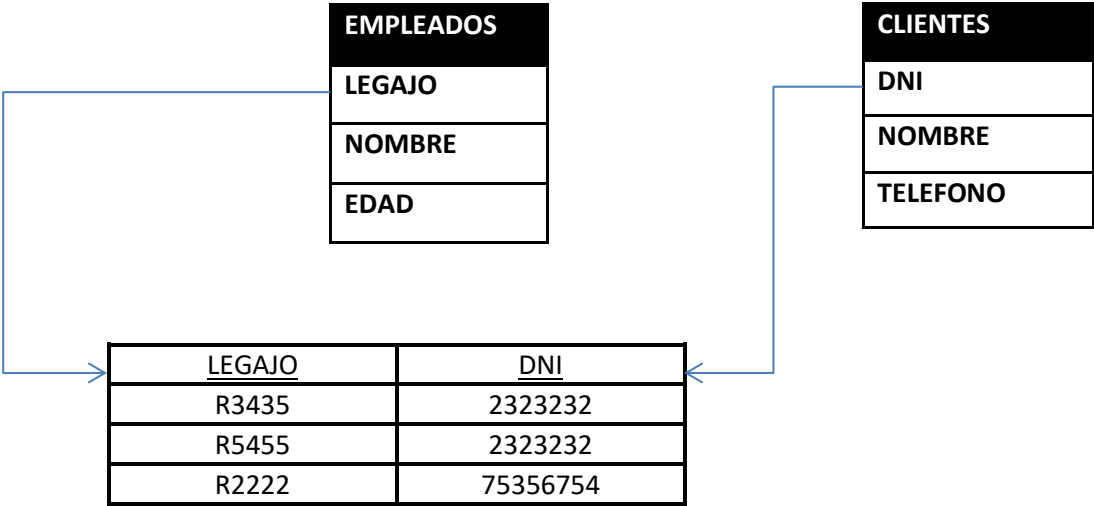 EMPLEADOS
LEGAJO
NOMBRE
EDAD
CLIENTES
DNI
NOMBRE
TELEFONO
LEGAJO DNI
R3435 2323232
R5455 2323232
R2222 75356754